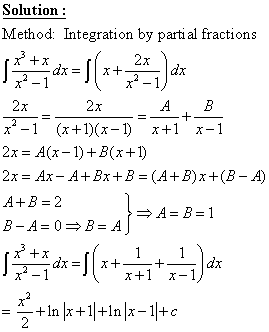 Solution :
Method: Integration by partial fractions
∫ (x³ + x)/(x² − 1) dx = ∫ (x + 2x/(x² − 1)) dx
2x/(x² − 1) = 2x/((x + 1)(x − 1)) = A/(x + 1) + B/(x − 1)
2x = A(x − 1) + B(x + 1)
2x = Ax − A + Bx + B = (A + B)x + (B − A)
A + B = 2
B − A = 0 ⇒ B = A } ⇒ A = B = 1
∫ (x³ + x)/(x² − 1) dx = ∫ (x + 1/(x + 1) + 1/(x − 1)) dx
= x²/2 + ln|x + 1| + ln|x − 1| + c